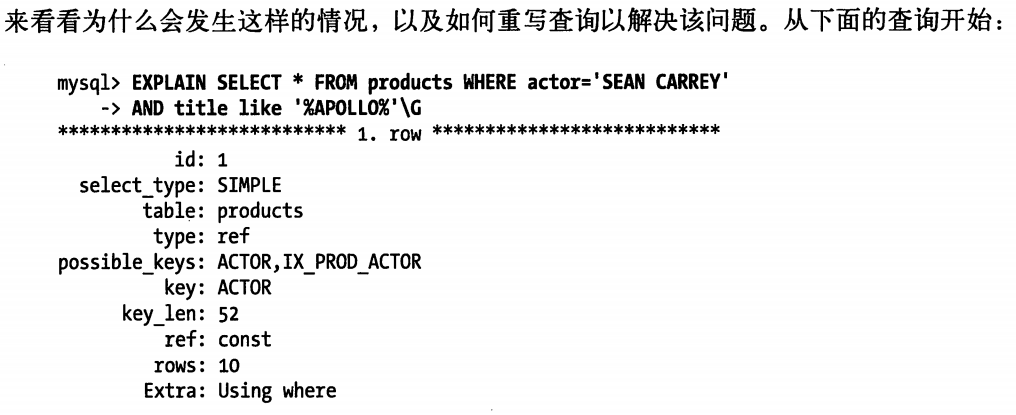 来看看为什么会发生这样的情况，以及如何重写查询以解决该问题。从下面的查询开始：
mysql> EXPLAIN SELECT * FROM products WHERE actor='SEAN CARREY'
-> AND title like '%APOLLO%'\G
*************************** 1. row ***************************
id: 1
select_type: SIMPLE
table: products
type: ref
possible_keys: ACTOR,IX_PROD_ACTOR
key: ACTOR
key_len: 52
ref: const
rows: 10
Extra: Using where